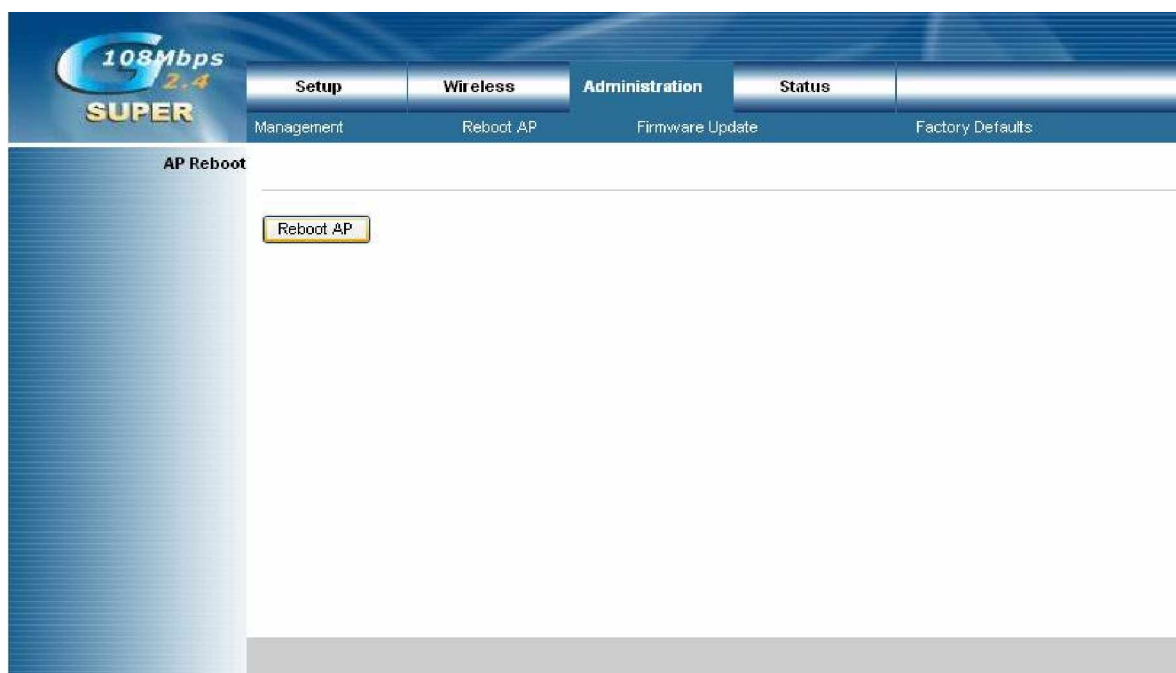 108Mbps
2.4
SUPER
Setup Wireless Administration Status
Management Reboot AP Firmware Update Factory Defaults
AP Reboot
Reboot AP